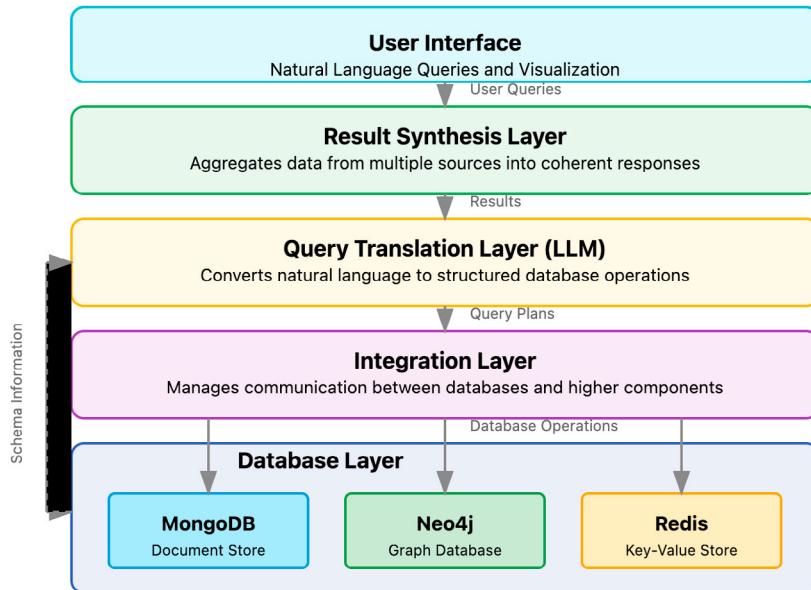 User Interface
Natural Language Queries and Visualization
User Queries
Result Synthesis Layer
Aggregates data from multiple sources into coherent responses
Results
Query Translation Layer (LLM)
Converts natural language to structured database operations
Query Plans
Integration Layer
Manages communication between databases and higher components
Database Operations
Schema Information
Database Layer
MongoDB
Document Store
Neo4j
Graph Database
Redis
Key-Value Store